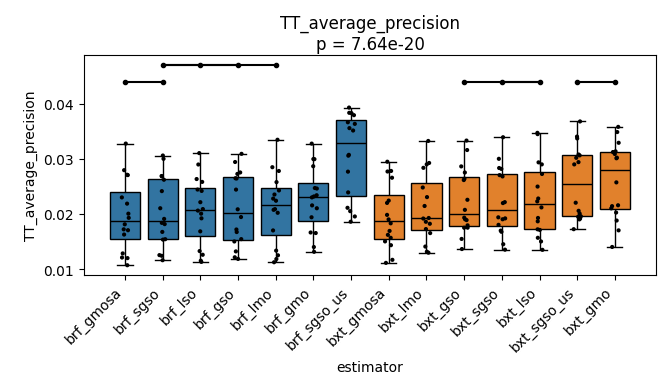 TT_average_precision
p = 7.64e-20
TT_average_precision
0.04
0.03
0.02
0.01
brf_gmosa
brf_sgso
brf_lso
brf_gso
brf_lmo
brf_gmo
brf_sgso_us
bxt_gmosa
bxt_lmo
bxt_gso
bxt_sgso
bxt_lso
bxt_sgso_us
bxt_gmo
estimator